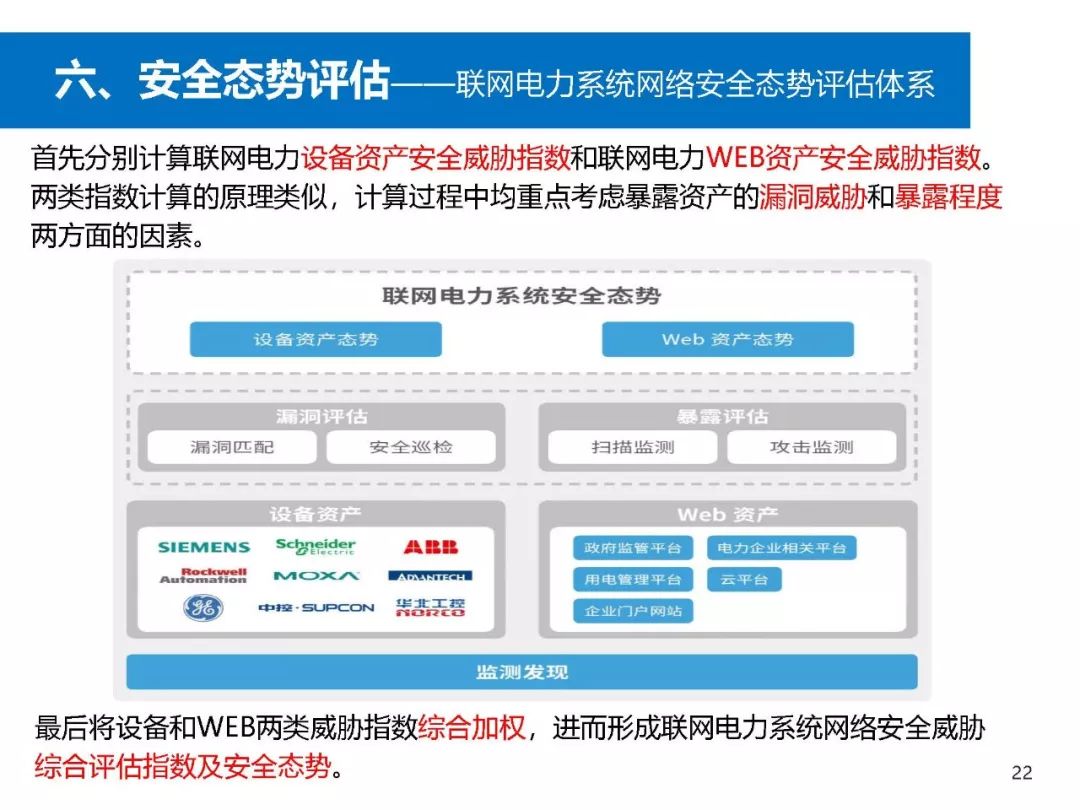 六、安全态势评估——联网电力系统网络安全态势评估体系
首先分别计算联网电力设备资产安全威胁指数和联网电力WEB资产安全威胁指数。
两类指数计算的原理类似，计算过程中均重点考虑暴露资产的漏洞威胁和暴露程度
两方面的因素。
联网电力系统安全态势
设备资产态势
Web 资产态势
漏洞评估
漏洞匹配
安全巡检
暴露评估
扫描监测
攻击监测
设备资产
SIEMENS
Schneider
Electric
ABB
Rockwell
Automation
MOXA
ADVANTECH
GE
中控·SUPCON
华北工控
NORCO
Web 资产
政府监管平台
电力企业相关平台
用电管理平台
云平台
企业门户网站
监测发现
最后将设备和WEB两类威胁指数综合加权，进而形成联网电力系统网络安全威胁
综合评估指数及安全态势。
22